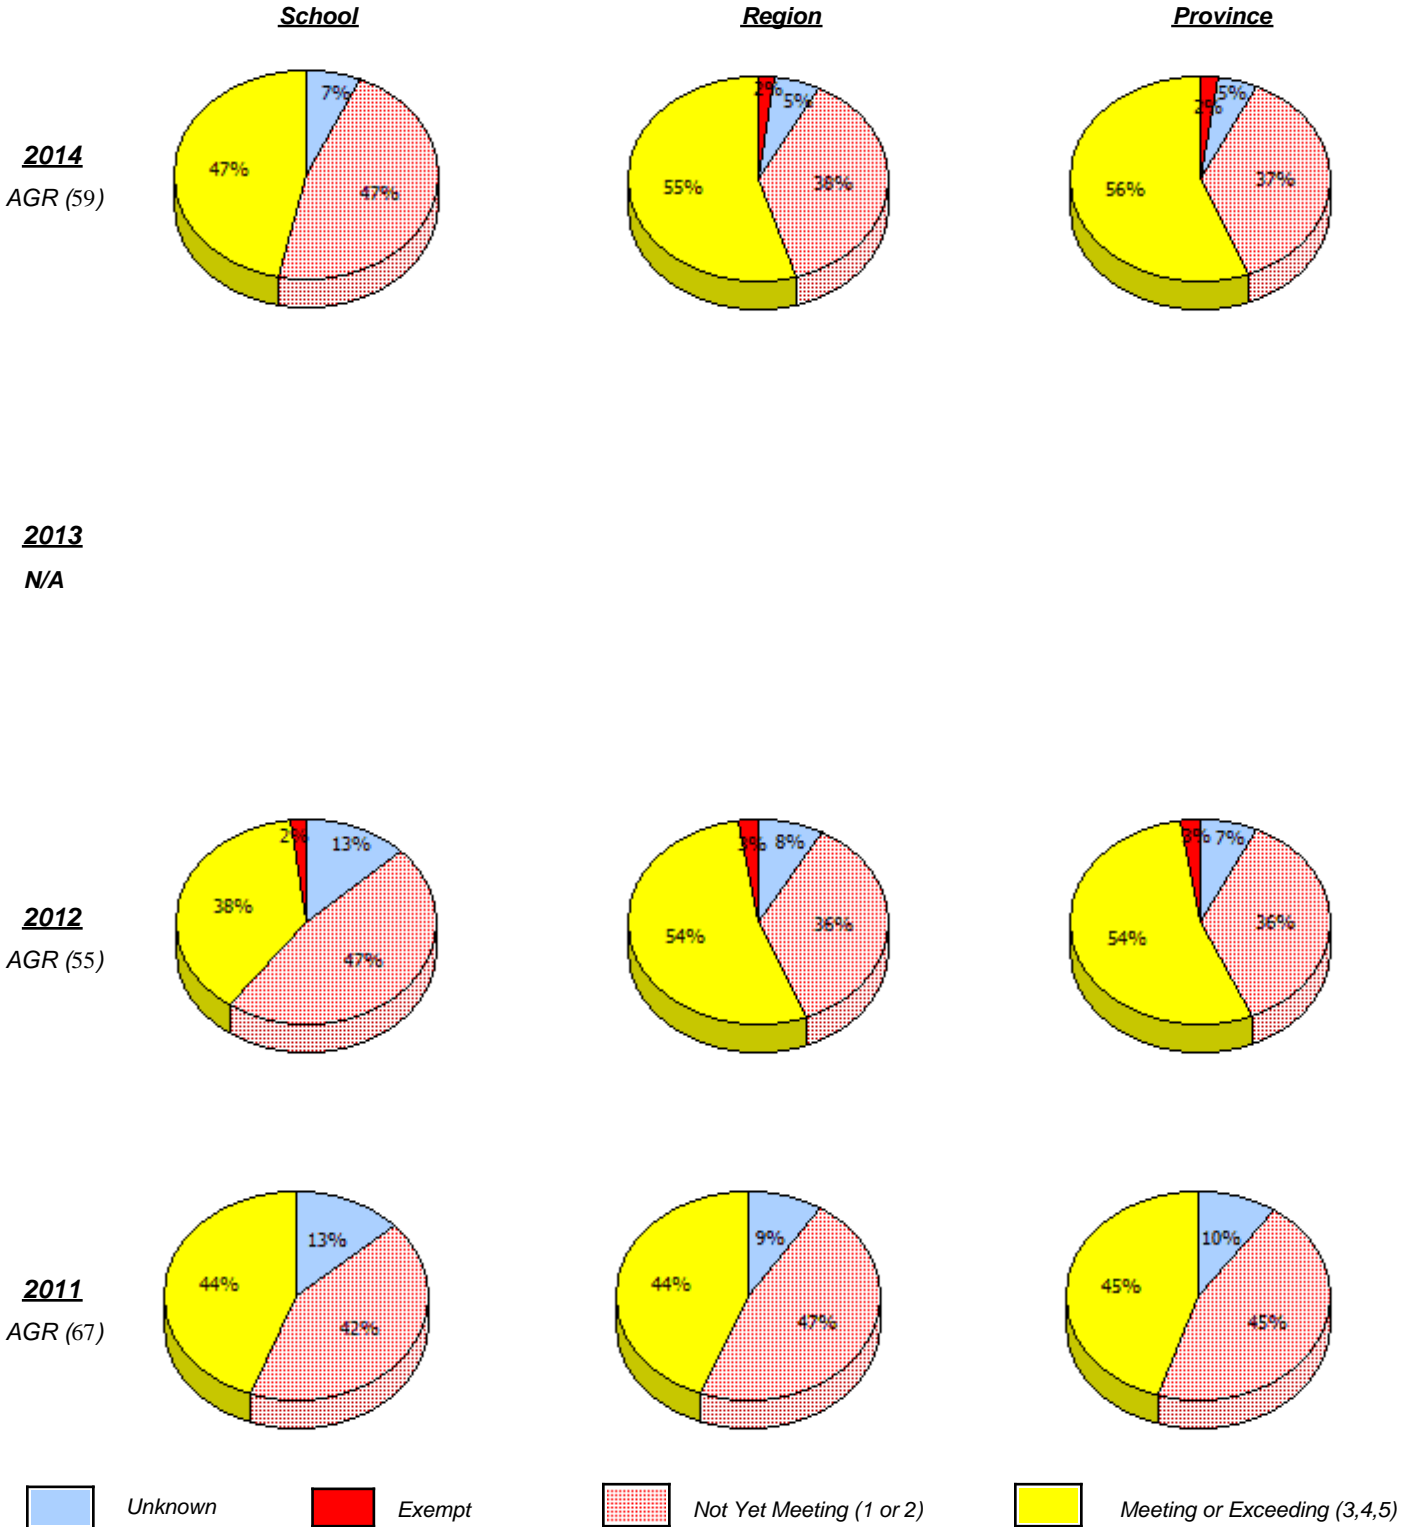 School Region Province
7% 2% 5% 2% 5%
2014
47% 47% 55% 38% 56% 37%
AGR (59)
2013
N/A
2% 13% 3% 8% 3% 7%
38% 47% 54% 36% 54% 36%
2012
AGR (55)
13% 9% 10%
44% 42% 44% 47% 45% 45%
2011
AGR (67)
Unknown Exempt Not Yet Meeting (1 or 2) Meeting or Exceeding (3,4,5)